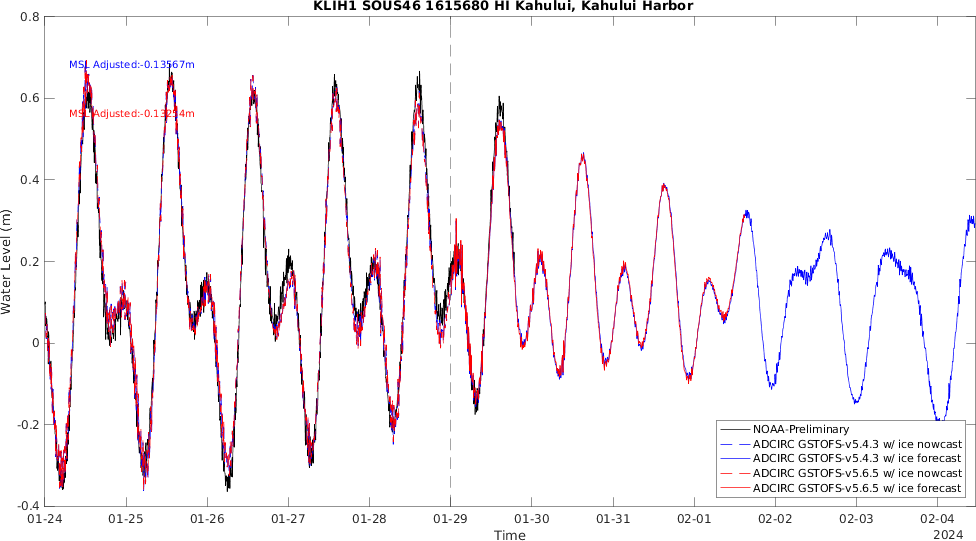 KLIH1 SOUS46 1615680 HI Kahului, Kahului Harbor
0.8
0.6
0.4
0.2
0
-0.2
-0.4
Water Level (m)
MSL Adjusted:-0.13567m
MSL Adjusted:-0.13254m
NOAA-Preliminary
ADCIRC GSTOFS-v5.4.3 w/ ice nowcast
ADCIRC GSTOFS-v5.4.3 w/ ice forecast
ADCIRC GSTOFS-v5.6.5 w/ ice nowcast
ADCIRC GSTOFS-v5.6.5 w/ ice forecast
01-24 01-25 01-26 01-27 01-28 01-29 01-30 01-31 02-01 02-02 02-03 02-04
Time
2024